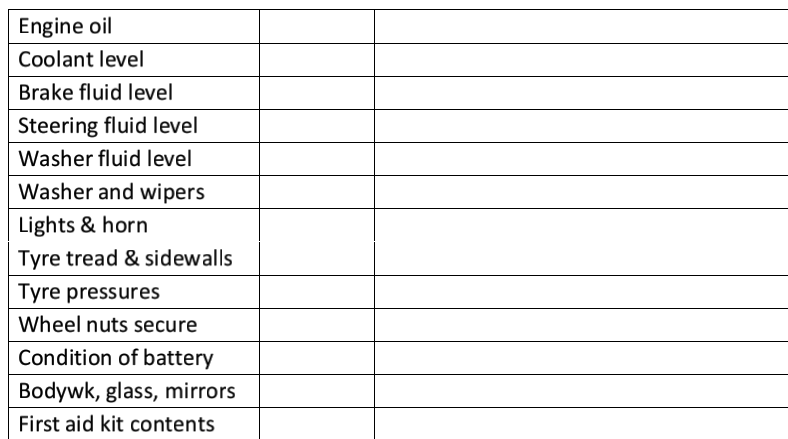 Engine oil
Coolant level
Brake fluid level
Steering fluid level
Washer fluid level
Washer and wipers
Lights & horn
Tyre tread & sidewalls
Tyre pressures
Wheel nuts secure
Condition of battery
Bodywk, glass, mirrors
First aid kit contents